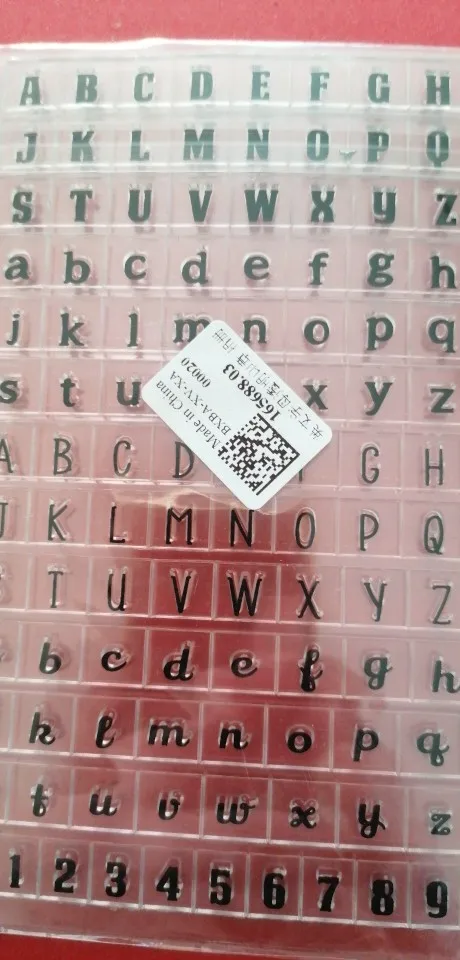 A B C D E F G H
J K L M N O P Q
S T U V W X Y Z
a b c d e f g h
j k l m n o p q
s t u x y z
A B C D G H
J K L M N O P Q
T U V W X Y Z
b c d e f g h
k l m n o p q
t u v w x y z
1 2 3 4 5 6 7 8 9
165688.03
00020
BXBA-XV-XA
Made in China